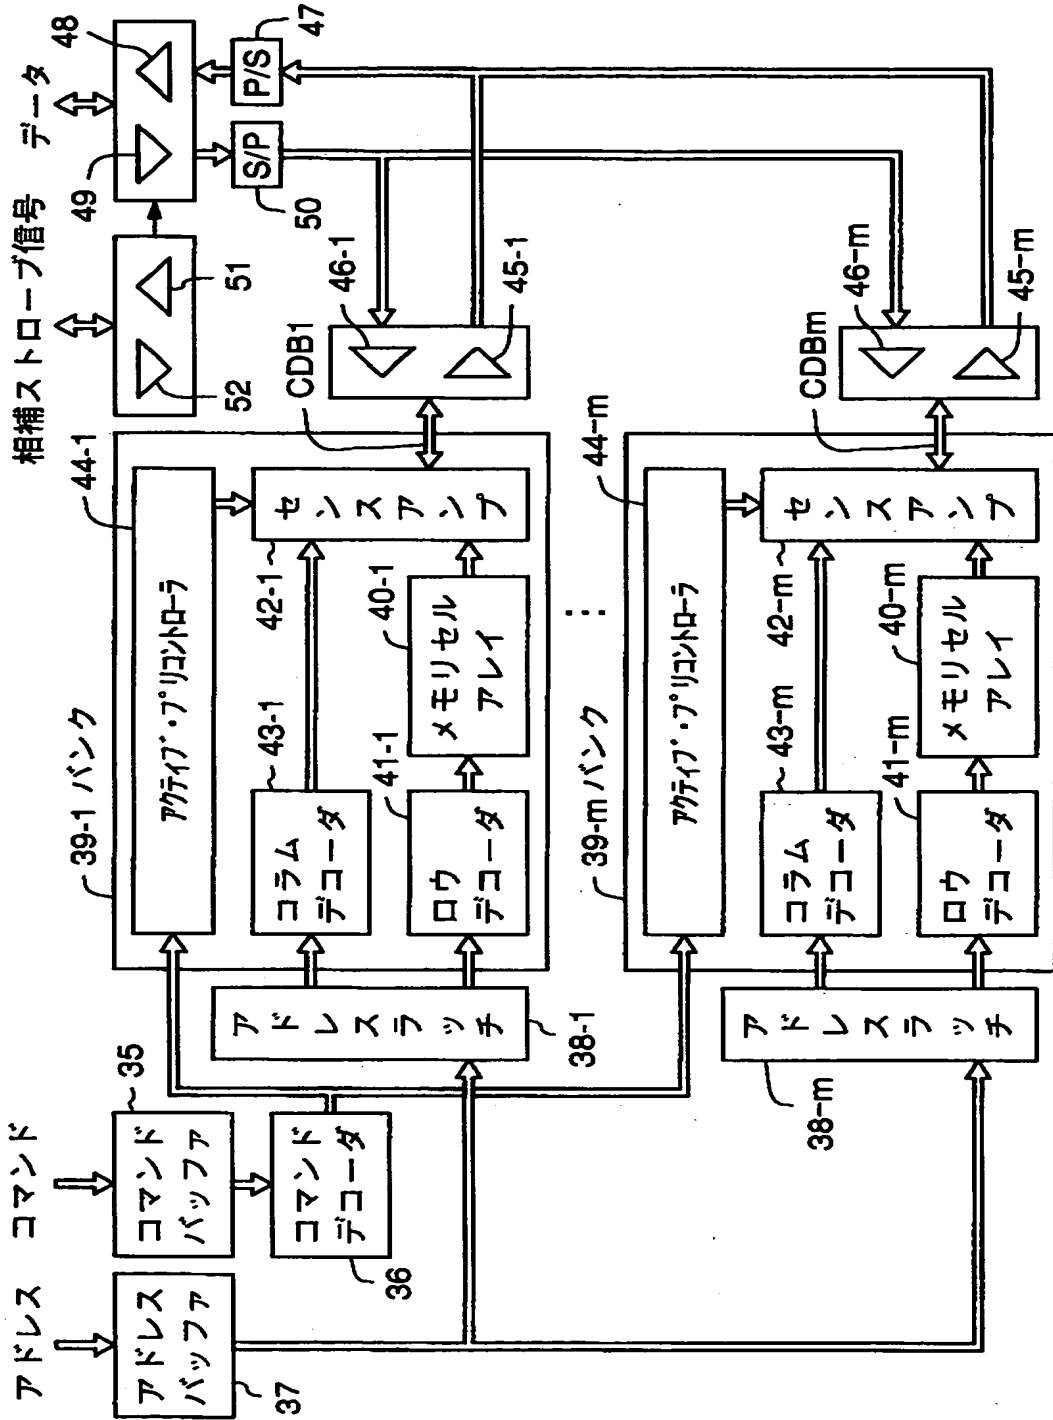 アドレス
コマンド
相補ストローブ信号
データ
アドレス
バッファ
37
コマンド
バッファ
35
コマンド
デコーダ
36
52
51
49
48
S/P
50
P/S
47
39-1 バンク
アクティブ・プリコントローラ
44-1
アドレスラッチ
38-1
コラム
デコーダ
43-1
ロウ
デコーダ
41-1
メモリセル
アレイ
40-1
センスアンプ
42-1
CDB1
46-1
45-1
⋮
39-m バンク
アクティブ・プリコントローラ
44-m
アドレスラッチ
38-m
コラム
デコーダ
43-m
ロウ
デコーダ
41-m
メモリセル
アレイ
40-m
センスアンプ
42-m
CDBm
46-m
45-m